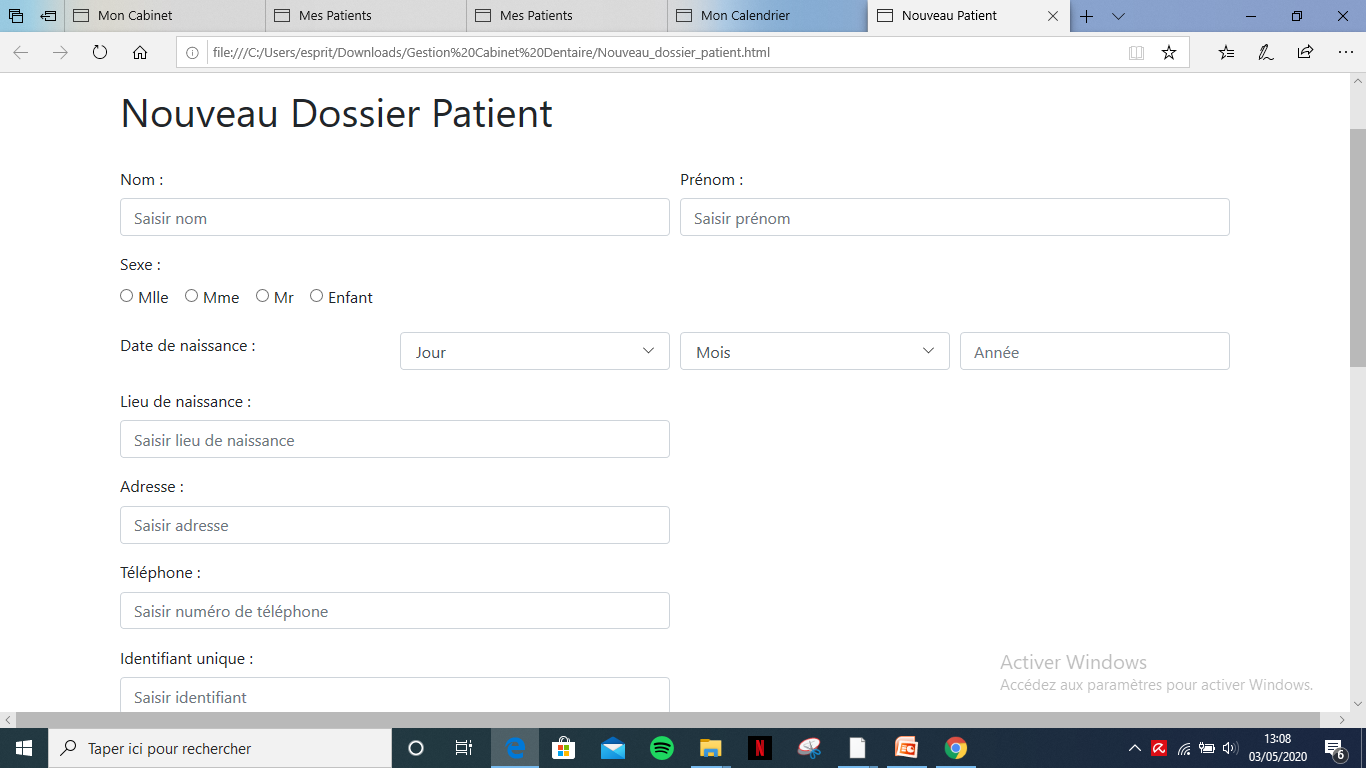 Mon Cabinet
Mes Patients
Mes Patients
Mon Calendrier
Nouveau Patient
file:///C:/Users/esprit/Downloads/Gestion%20Cabinet%20Dentaire/Nouveau_dossier_patient.html
Nouveau Dossier Patient
Nom :
Prénom :
Saisir nom
Saisir prénom
Sexe :
Mlle Mme Mr Enfant
Date de naissance :
Jour
Mois
Année
Lieu de naissance :
Saisir lieu de naissance
Adresse :
Saisir adresse
Téléphone :
Saisir numéro de téléphone
Identifiant unique :
Saisir identifiant
Activer Windows
Accédez aux paramètres pour activer Windows.
Taper ici pour rechercher
13:08
03/05/2020
6